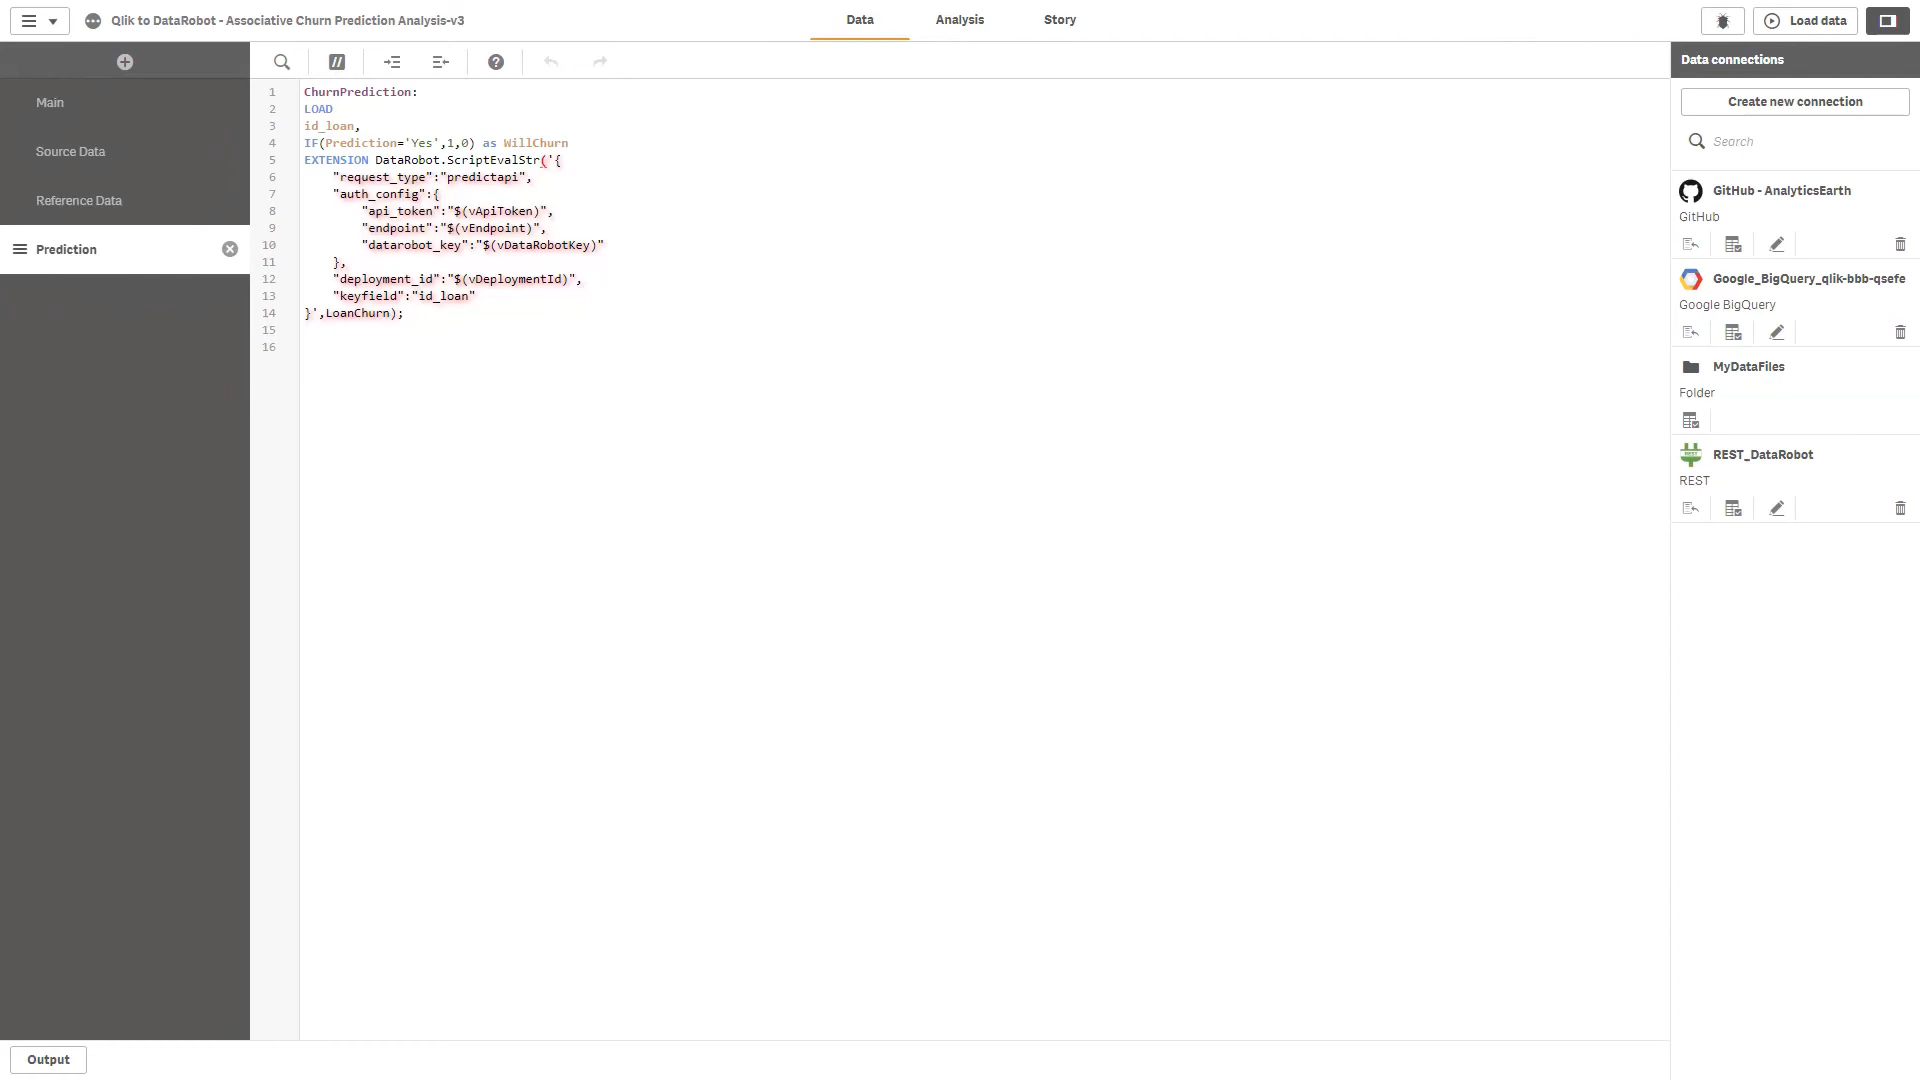 Qlik to DataRobot - Associative Churn Prediction Analysis-v3
Data
Analysis
Story
Load data
Main
Source Data
Reference Data
Prediction
1 ChurnPrediction:
2 LOAD
3 id_loan,
4 IF(Prediction='Yes',1,0) as WillChurn
5 EXTENSION DataRobot.ScriptEvalStr('{
6 "request_type":"predictapi",
7 "auth_config":{
8 "api_token":"$(vApiToken)",
9 "endpoint":"$(vEndpoint)",
10 "datarobot_key":"$(vDataRobotKey)"
11 },
12 "deployment_id":"$(vDeploymentId)",
13 "keyfield":"id_loan"
14 }',LoanChurn);
15
16
Data connections
Create new connection
Search
GitHub - AnalyticsEarth
GitHub
Google_BigQuery_qlik-bbb-qsefe
Google BigQuery
MyDataFiles
Folder
REST_DataRobot
REST
Output